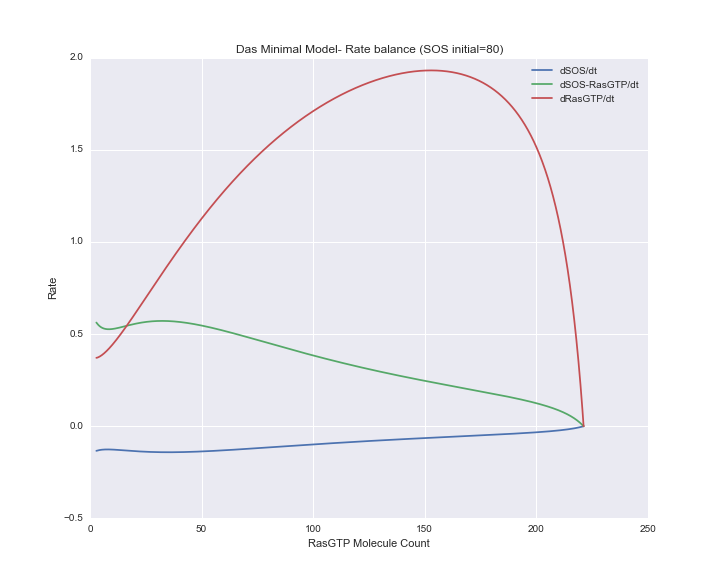 Das Minimal Model- Rate balance (SOS initial=80)
2.0
1.5
1.0
0.5
0.0
−0.5
Rate
dSOS/dt
dSOS-RasGTP/dt
dRasGTP/dt
0 50 100 150 200 250
RasGTP Molecule Count